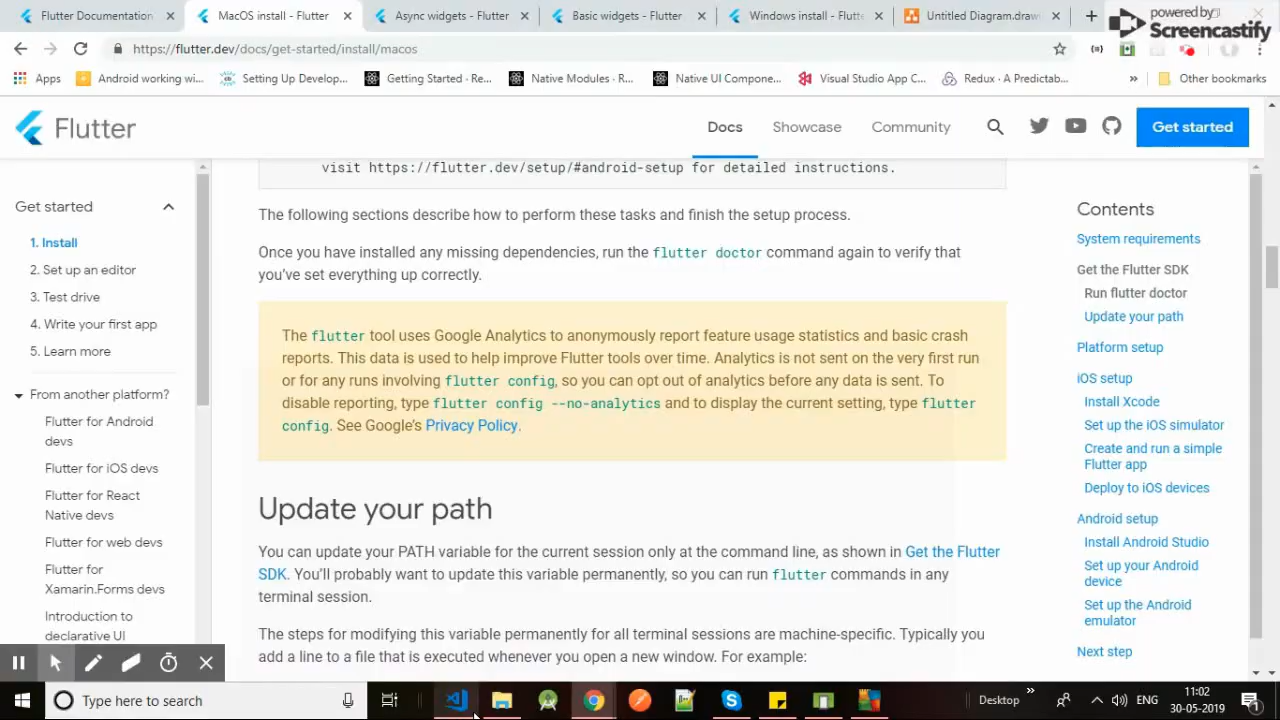 Flutter Documentation
MacOS install - Flutter
Async widgets - Flutter
Basic widgets - Flutter
Windows install - Flutte
Untitled Diagram.draw
powered by
Screencastify
https://flutter.dev/docs/get-started/install/macos
Apps
Android working wi...
Setting Up Develop...
Getting Started · Re...
Native Modules · R...
Native UI Compone...
Visual Studio App C...
Redux · A Predictab...
»
Other bookmarks
Flutter
Docs
Showcase
Community
Get started
Get started
1. Install
2. Set up an editor
3. Test drive
4. Write your first app
5. Learn more
From another platform?
Flutter for Android
devs
Flutter for iOS devs
Flutter for React
Native devs
Flutter for web devs
Flutter for
Xamarin.Forms devs
Introduction to
declarative UI
visit https://flutter.dev/setup/#android-setup for detailed instructions.
The following sections describe how to perform these tasks and finish the setup process.
Once you have installed any missing dependencies, run the flutter doctor command again to verify that
you've set everything up correctly.
The flutter tool uses Google Analytics to anonymously report feature usage statistics and basic crash
reports. This data is used to help improve Flutter tools over time. Analytics is not sent on the very first run
or for any runs involving flutter config, so you can opt out of analytics before any data is sent. To
disable reporting, type flutter config --no-analytics and to display the current setting, type flutter
config. See Google's Privacy Policy.
Update your path
You can update your PATH variable for the current session only at the command line, as shown in Get the Flutter
SDK. You'll probably want to update this variable permanently, so you can run flutter commands in any
terminal session.
The steps for modifying this variable permanently for all terminal sessions are machine-specific. Typically you
add a line to a file that is executed whenever you open a new window. For example:
Contents
System requirements
Get the Flutter SDK
Run flutter doctor
Update your path
Platform setup
iOS setup
Install Xcode
Set up the iOS simulator
Create and run a simple
Flutter app
Deploy to iOS devices
Android setup
Install Android Studio
Set up your Android
device
Set up the Android
emulator
Next step
Type here to search
Desktop
»
ENG
11:02
30-05-2019
1